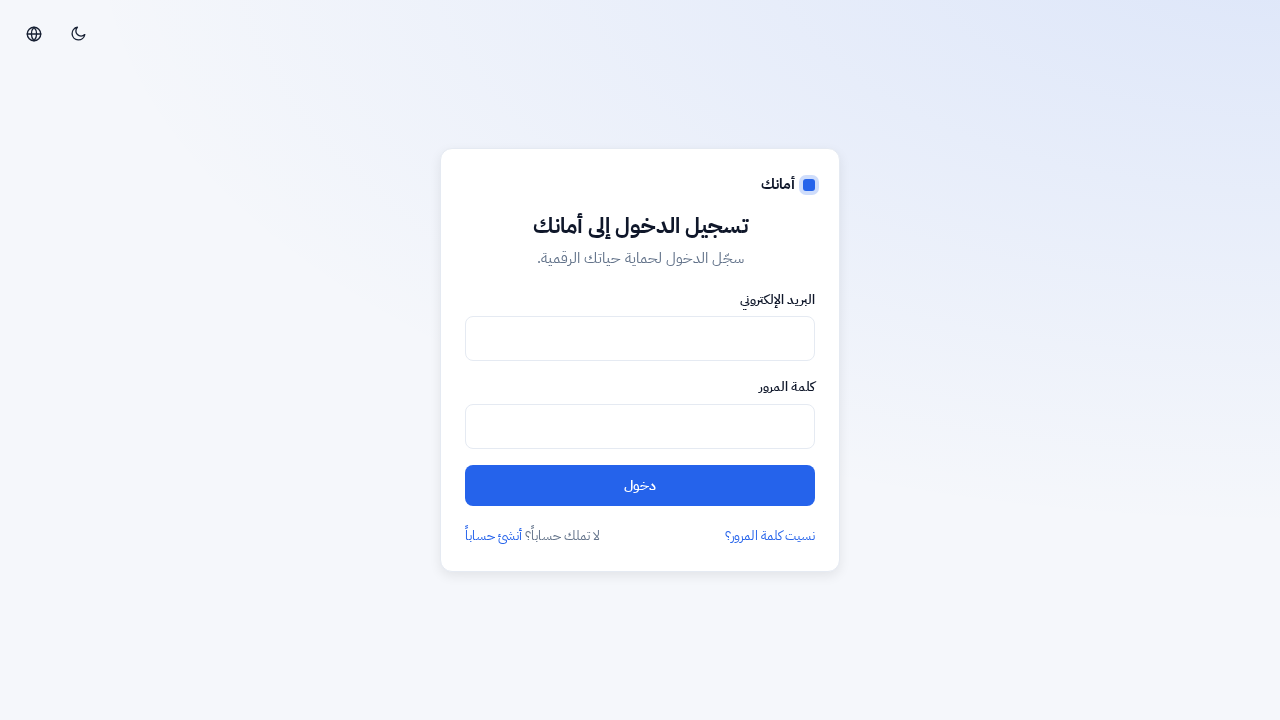 أمانك
تسجيل الدخول إلى أمانك
سجّل الدخول لحماية حياتك الرقمية.
البريد الإلكتروني
كلمة المرور
دخول
نسيت كلمة المرور؟
لا تملك حساباً؟ أنشئ حساباً